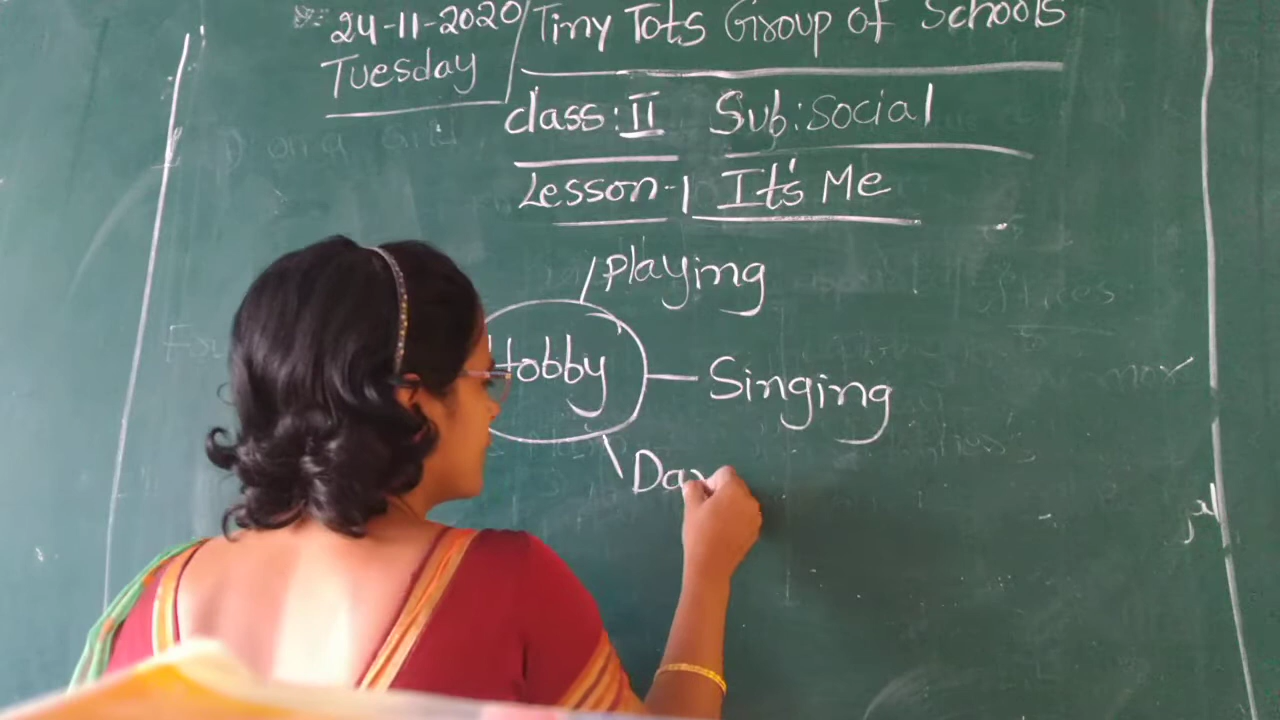 24-11-2020 Tiny Tots Group of Schools
Tuesday
class: II Sub: Social
Lesson-1 It's Me
Playing
Hobby
Singing
Dan